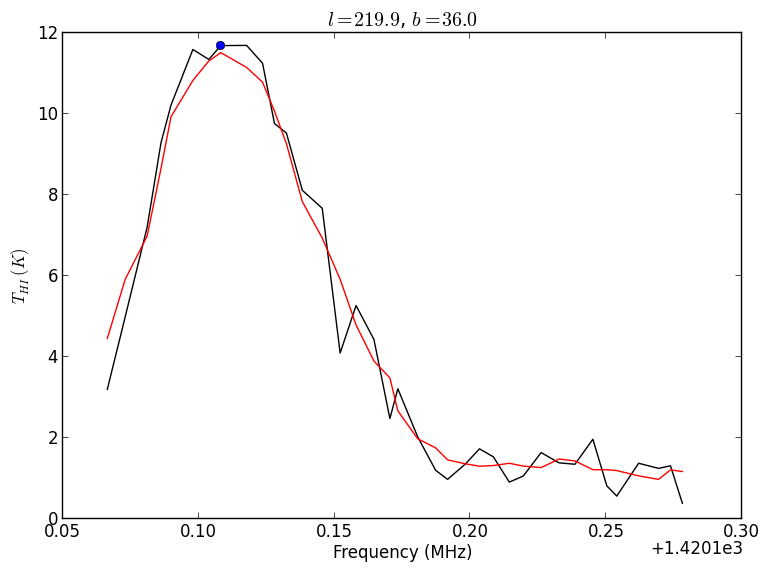 l = 219.9, b = 36.0
12
10
8
6
4
2
0
T_HI (K)
0.05 0.10 0.15 0.20 0.25 0.30
Frequency (MHz)
+1.4201e3